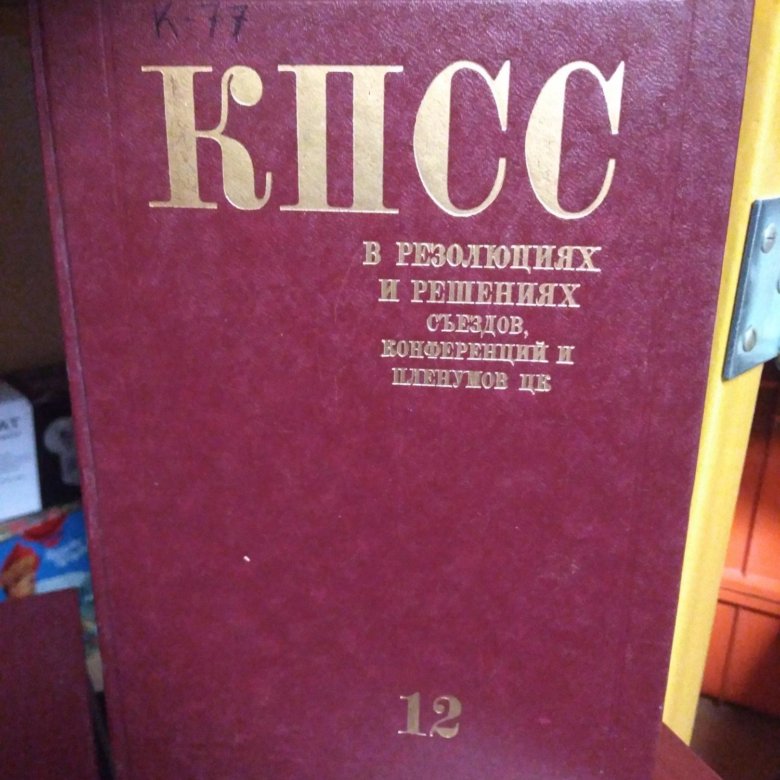 К-77
КПСС
В РЕЗОЛЮЦИЯХ
И РЕШЕНИЯХ
СЪЕЗДОВ,
КОНФЕРЕНЦИЙ И
ПЛЕНУМОВ ЦК
12